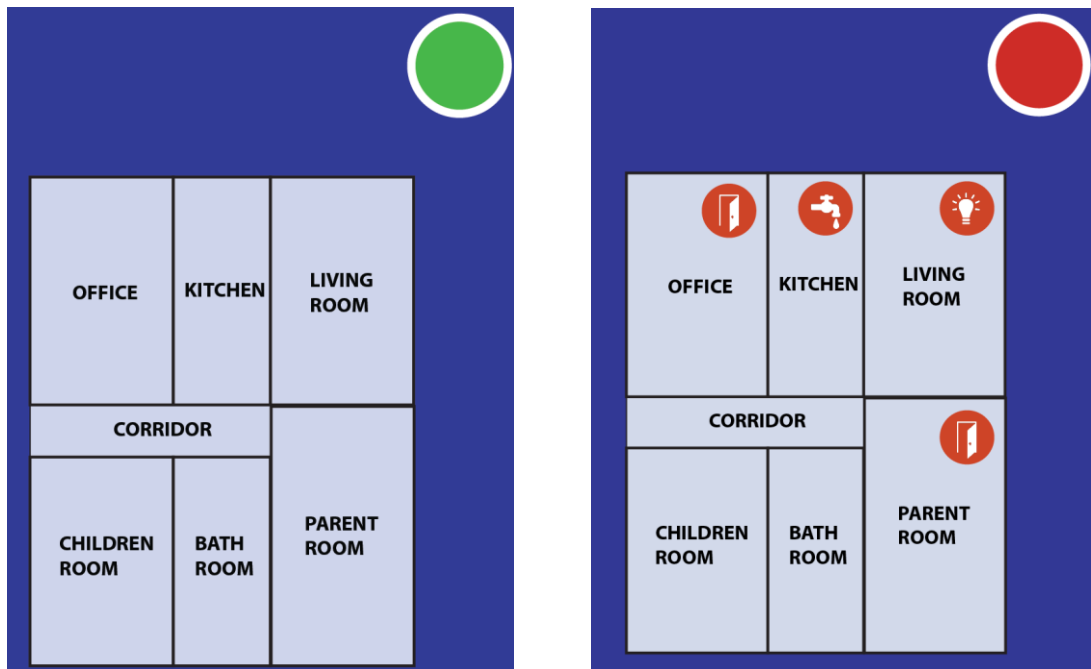 OFFICE
KITCHEN
LIVING
ROOM
CORRIDOR
CHILDREN
ROOM
BATH
ROOM
PARENT
ROOM
OFFICE
KITCHEN
LIVING
ROOM
CORRIDOR
CHILDREN
ROOM
BATH
ROOM
PARENT
ROOM